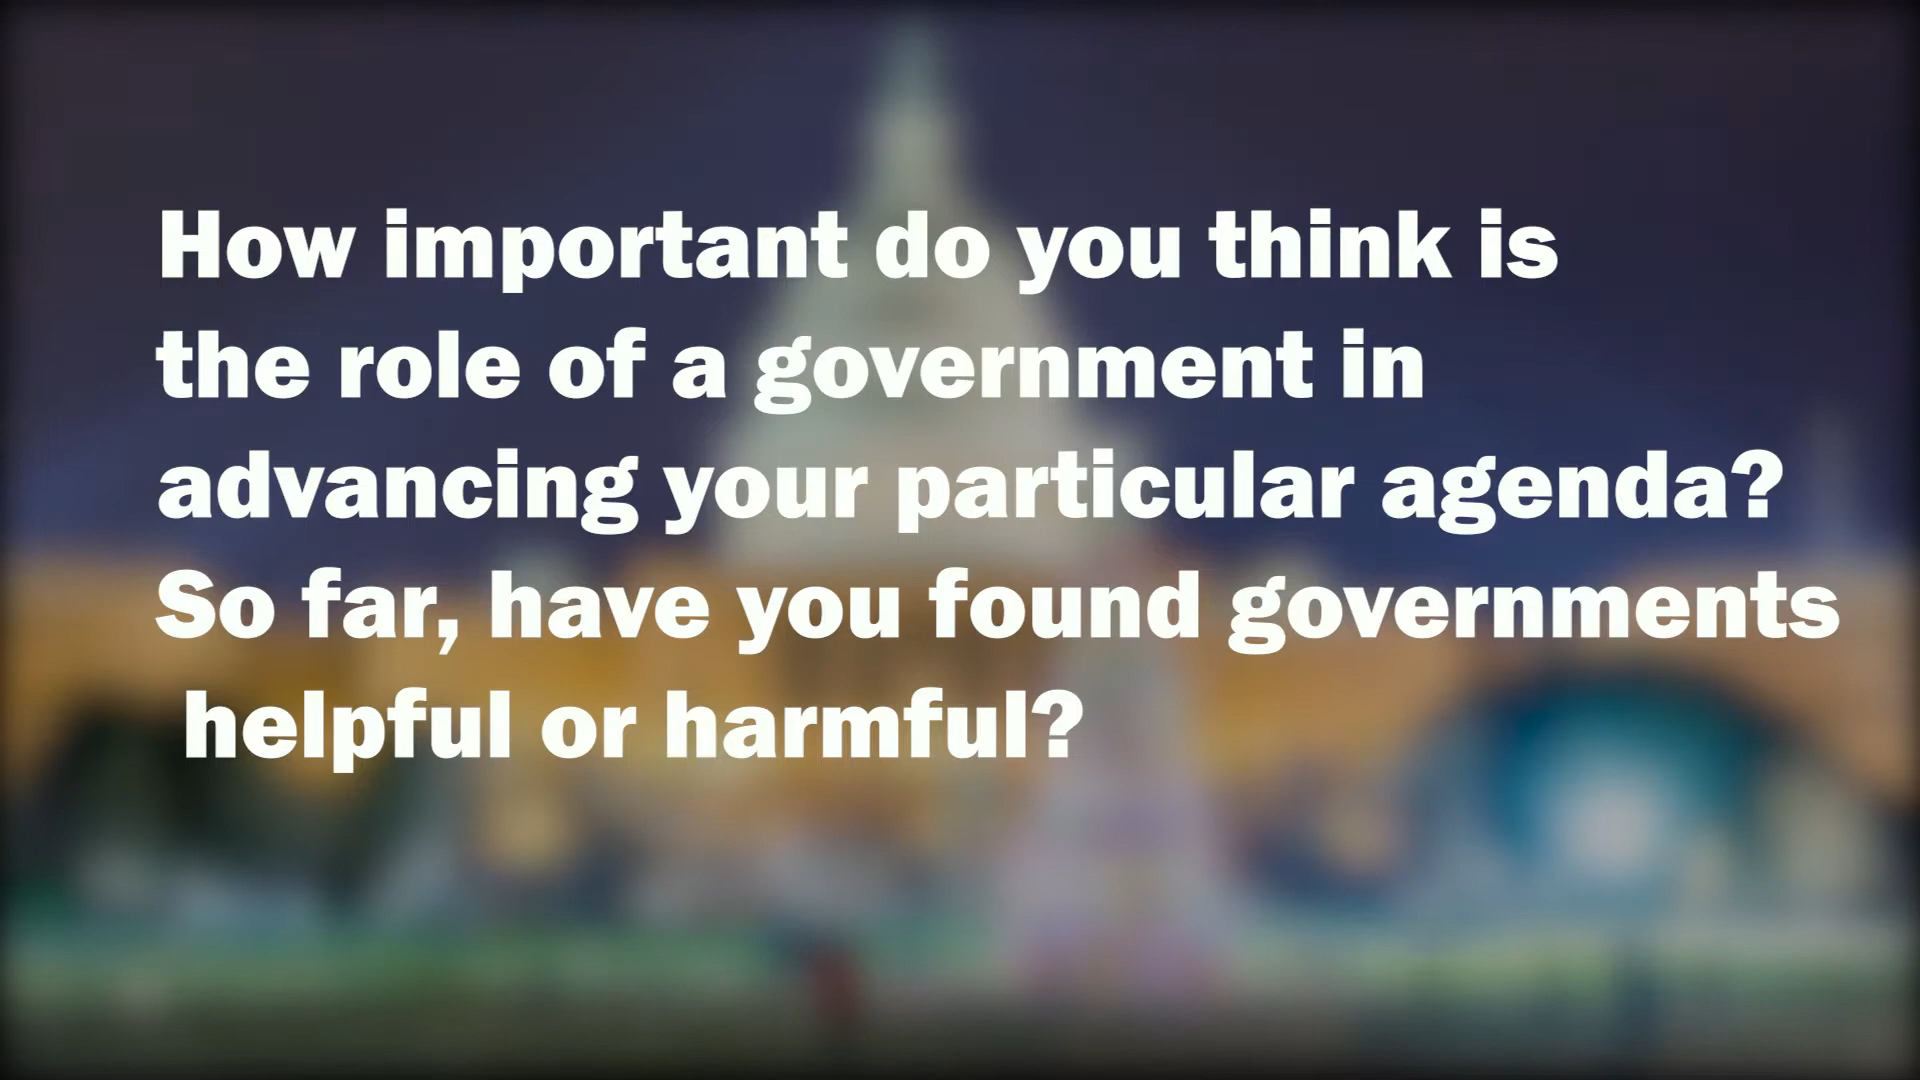 How important do you think is
the role of a government in
advancing your particular agenda?
So far, have you found governments
helpful or harmful?